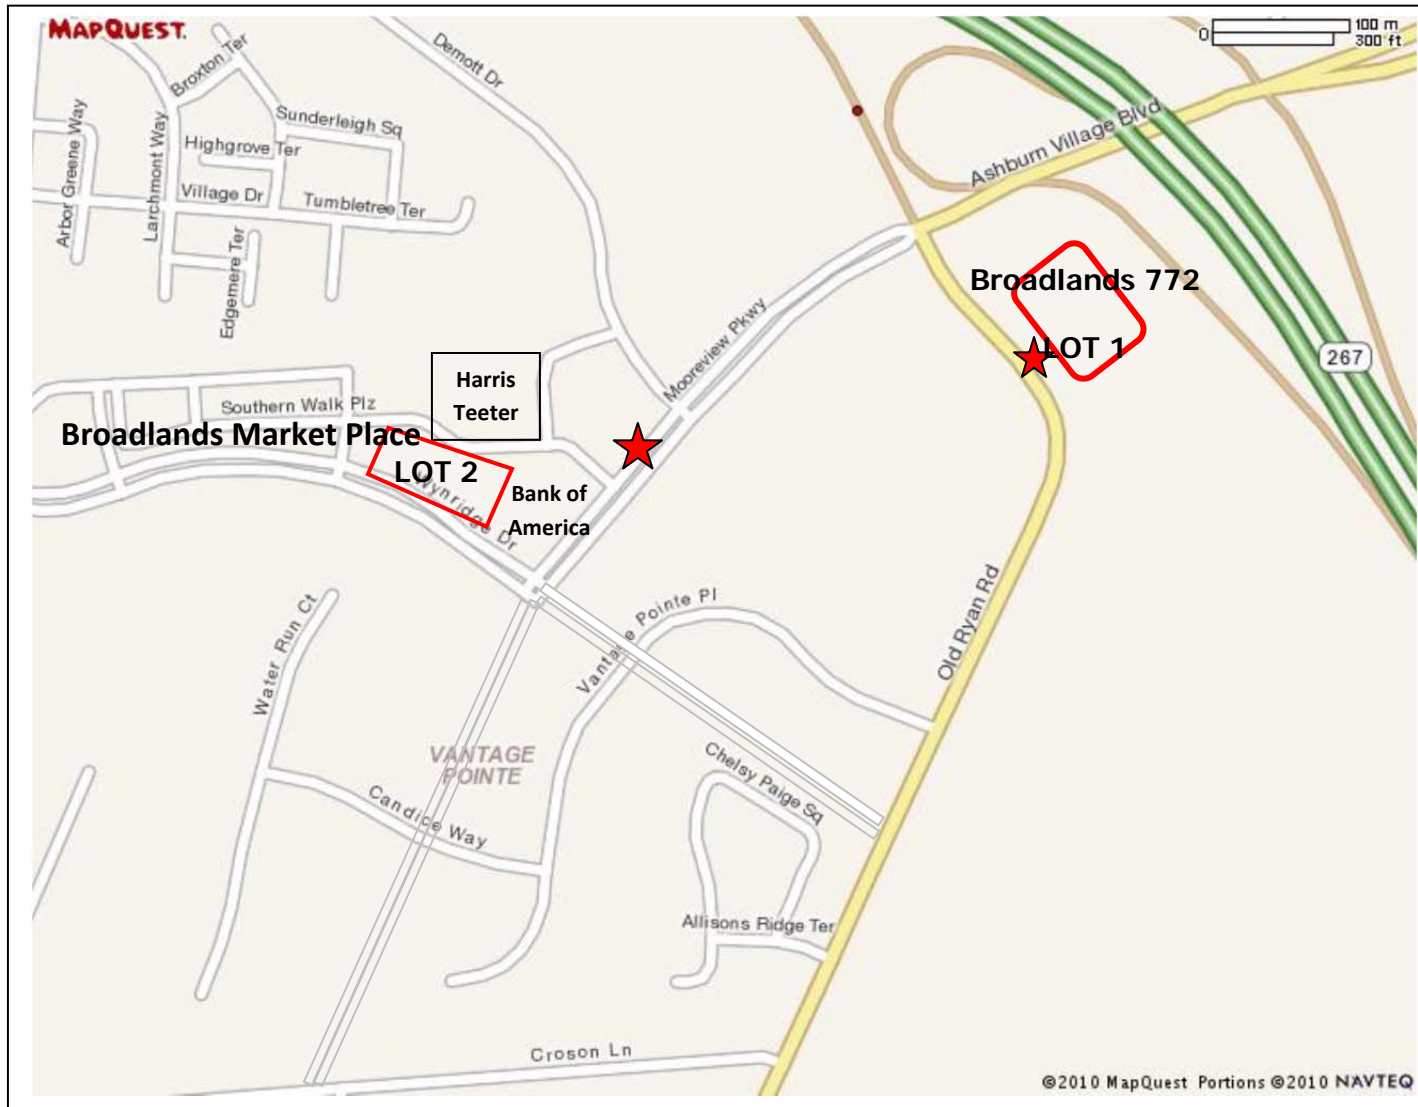 MAPQUEST.
0
100 m
300 ft
Dernott Dr
Broxton Ter
Sunderleigh Sq
Arbor Greene Way
Larchmont Way
Highgrove Ter
Ashburn Village Blvd
Village Dr
Tumbletree Ter
Edgemere Ter
Broadlands 772
LOT 1
267
Mooreview Pkwy
Harris
Teeter
Southern Walk Plz
Broadlands Market Place
LOT 2
Wynridge Dr
Bank of
America
Vantage Pointe Pl
Old Ryan Rd
Water Run Ct
VANTAGE
POINTE
Chelsy Paige Sq
Candice Way
Allisons Ridge Ter
Croson Ln
©2010 MapQuest Portions ©2010 NAVTEQ